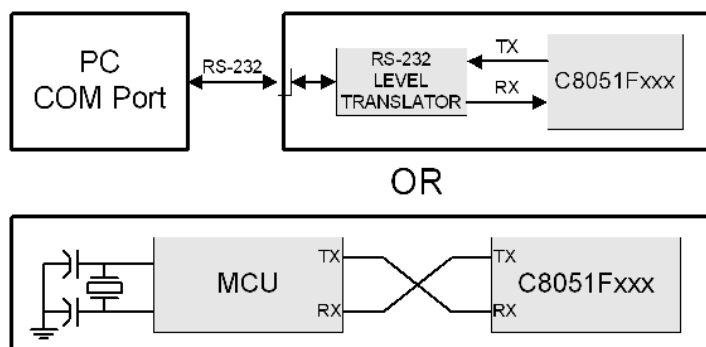 PC
COM Port
RS-232
RS-232
LEVEL
TRANSLATOR
TX
RX
C8051Fxxx
OR
MCU
TX
RX
TX
RX
C8051Fxxx